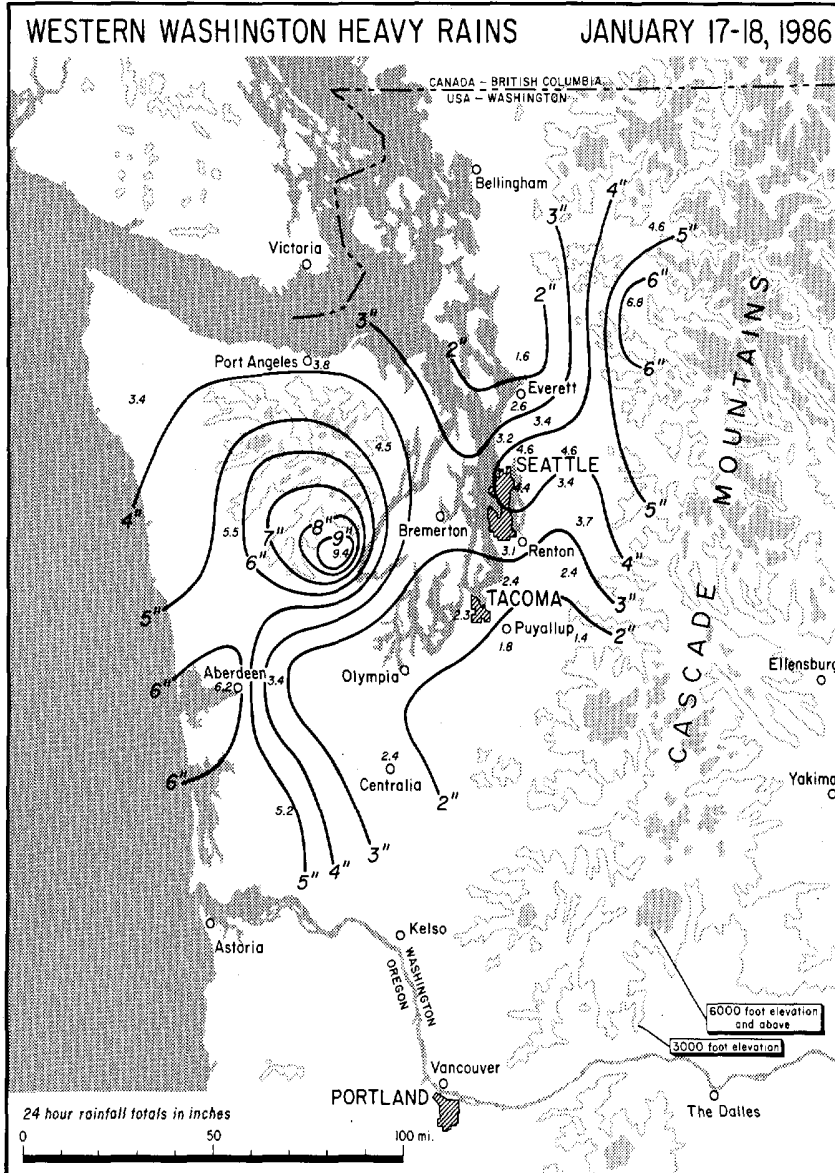 WESTERN WASHINGTON HEAVY RAINS JANUARY 17-18, 1986
CANADA - BRITISH COLUMBIA
USA - WASHINGTON
Bellingham
4"
3"
4.6
5"
Victoria
6"
2"
6.8
3"
Port Angeles
3.8
2"
1.6
6"
Everett
2.6
3.4
3.4
3.2
4.5
4.6
4.6
SEATTLE
4.4
3.4
4"
5.5
7"
8"
9"
9.4
6"
Bremerton
3.7
5"
3.1
Renton
4"
2.4
2.4
5"
TACOMA
3"
2.3
Puyallup
1.8
1.4
2"
MOUNTAINS
CASCADE
6"
Aberdeen
6.2
3.4
Olympia
Ellensburg
6"
2.4
Centralia
Yakima
5.2
2"
3"
4"
5"
Astoria
Kelso
WASHINGTON
OREGON
6000 foot elevation
and above
3000 foot elevation
Vancouver
PORTLAND
The Dalles
24 hour rainfall totals in inches
0 50 100 mi.